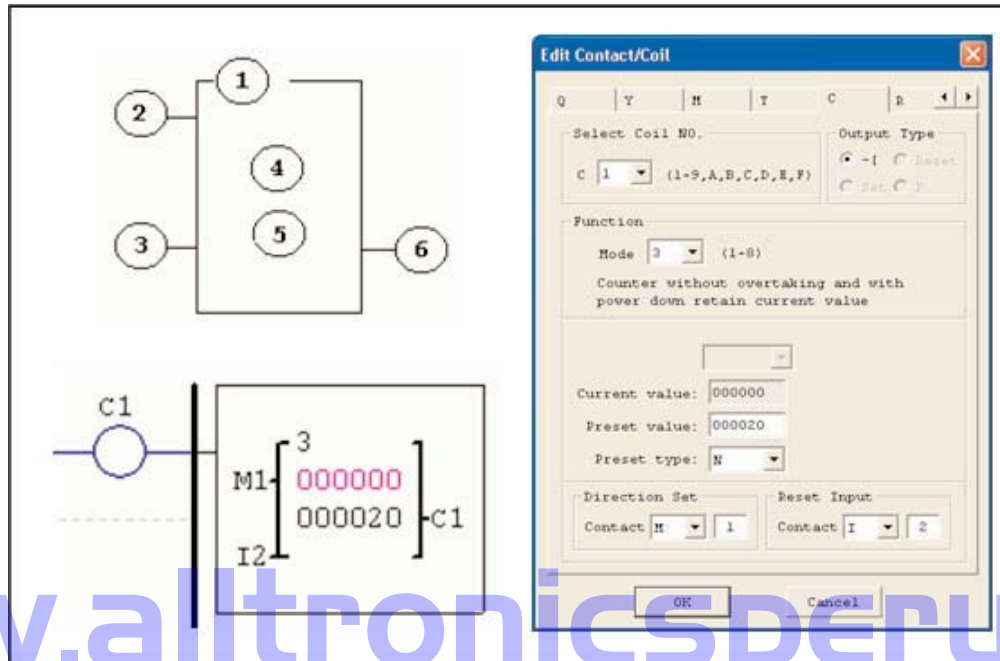 1
2
4
3
5
6
C1
3
M1
000000
000020
C1
I2
Edit Contact/Coil
Q Y M T C R
Select Coil NO.
C 1 (1-9,A,B,C,D,E,F)
Output Type
-[ Reset
Set P
Function
Mode 3 (1-8)
Counter without overtaking and with
power down retain current value
Current value: 000000
Preset value: 000020
Preset type: N
Direction Set
Contact M 1
Reset Input
Contact I 2
OK Cancel
w.alltronicsperu